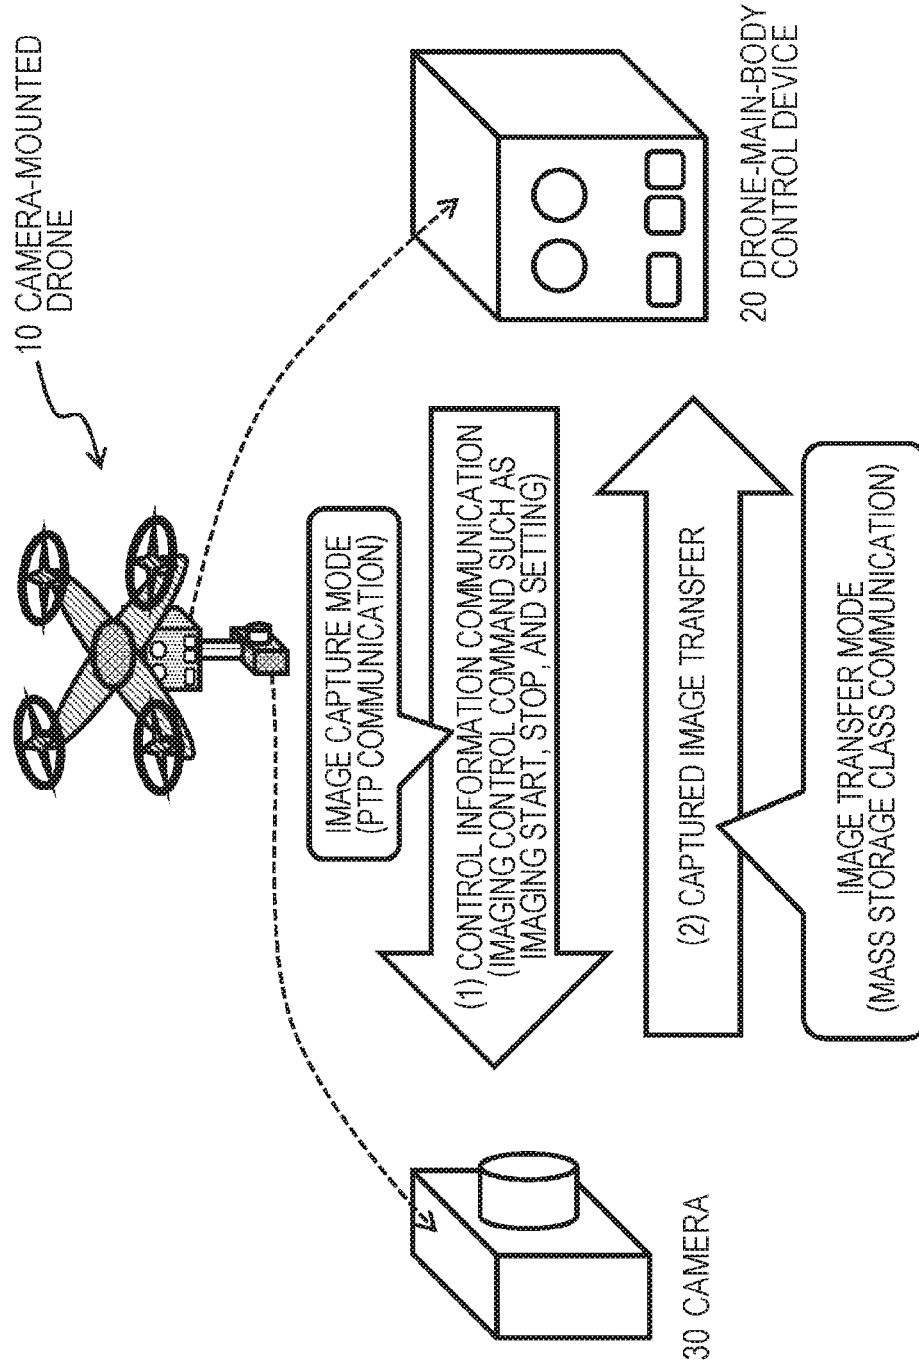 10 CAMERA-MOUNTED
DRONE
IMAGE CAPTURE MODE
(PTP COMMUNICATION)
(1) CONTROL INFORMATION COMMUNICATION
(IMAGING CONTROL COMMAND SUCH AS
IMAGING START, STOP, AND SETTING)
(2) CAPTURED IMAGE TRANSFER
IMAGE TRANSFER MODE
(MASS STORAGE CLASS COMMUNICATION)
30 CAMERA
20 DRONE-MAIN-BODY
CONTROL DEVICE